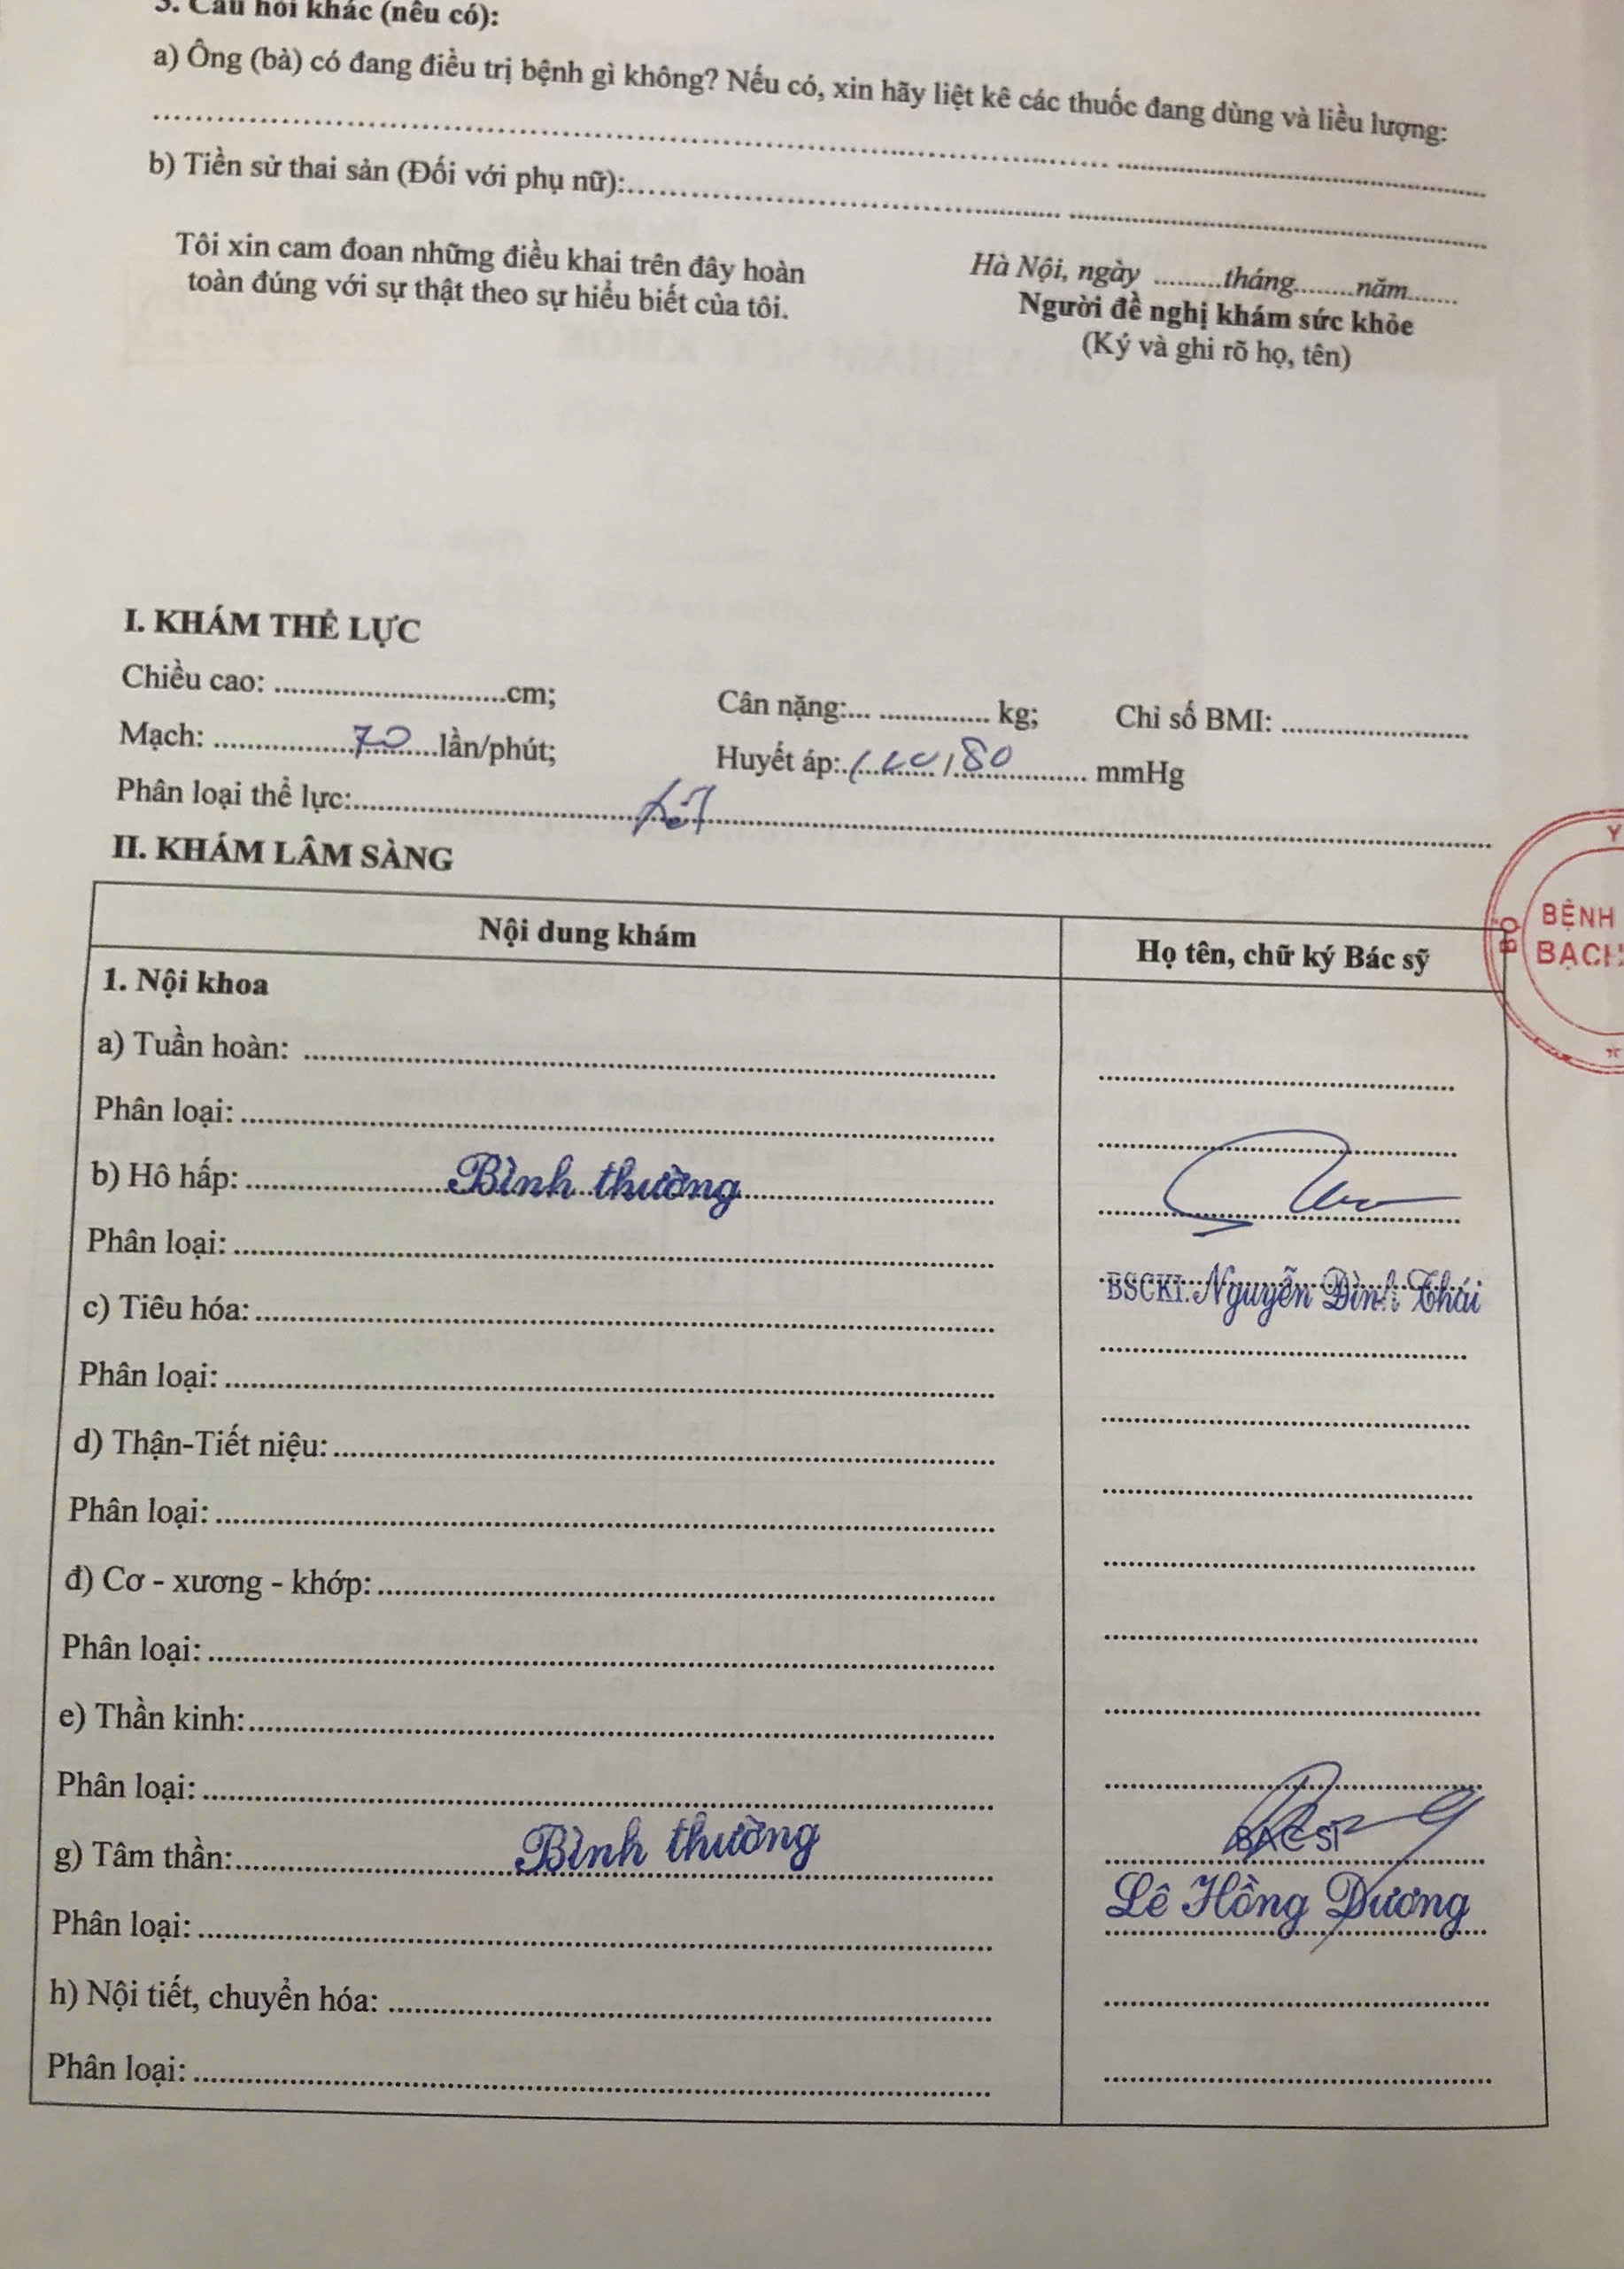 3. Câu hỏi khác (nếu có):
a) Ông (bà) có đang điều trị bệnh gì không? Nếu có, xin hãy liệt kê các thuốc đang dùng và liều lượng:
b) Tiền sử thai sản (Đối với phụ nữ):
Tôi xin cam đoan những điều khai trên đây hoàn
toàn đúng với sự thật theo sự hiểu biết của tôi.
Hà Nội, ngày .........tháng........năm.......
Người đề nghị khám sức khỏe
(Ký và ghi rõ họ, tên)
I. KHÁM THỂ LỰC
Chiều cao: ............................cm; Cân nặng:... .............. kg; Chỉ số BMI: .......................
Mạch: 70 lần/phút; Huyết áp: / 80 mmHg
Phân loại thể lực:
II. KHÁM LÂM SÀNG
Nội dung khám
Họ tên, chữ ký Bác sỹ
1. Nội khoa
a) Tuần hoàn:
Phân loại:
b) Hô hấp: Bình thường
Phân loại:
BSCKI. Nguyễn Đình Thái
c) Tiêu hóa:
Phân loại:
d) Thận-Tiết niệu:
Phân loại:
đ) Cơ - xương - khớp:
Phân loại:
e) Thần kinh:
Phân loại:
g) Tâm thần: Bình thường
BÁC SĨ
Lê Hồng Dương
Phân loại:
h) Nội tiết, chuyển hóa:
Phân loại:
BỘ Y
BỆNH
BẠCH